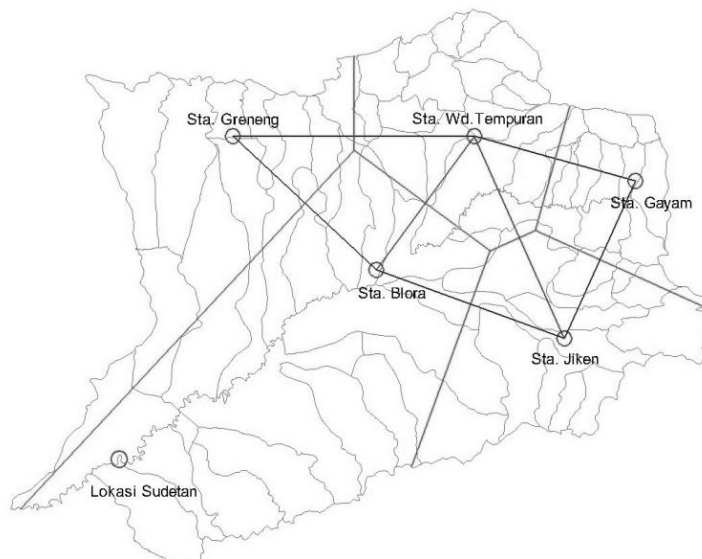 Sta. Greneng
Sta. Wd.Tempuran
Sta. Gayam
Sta. Blora
Sta. Jiken
Lokasi Sudetan